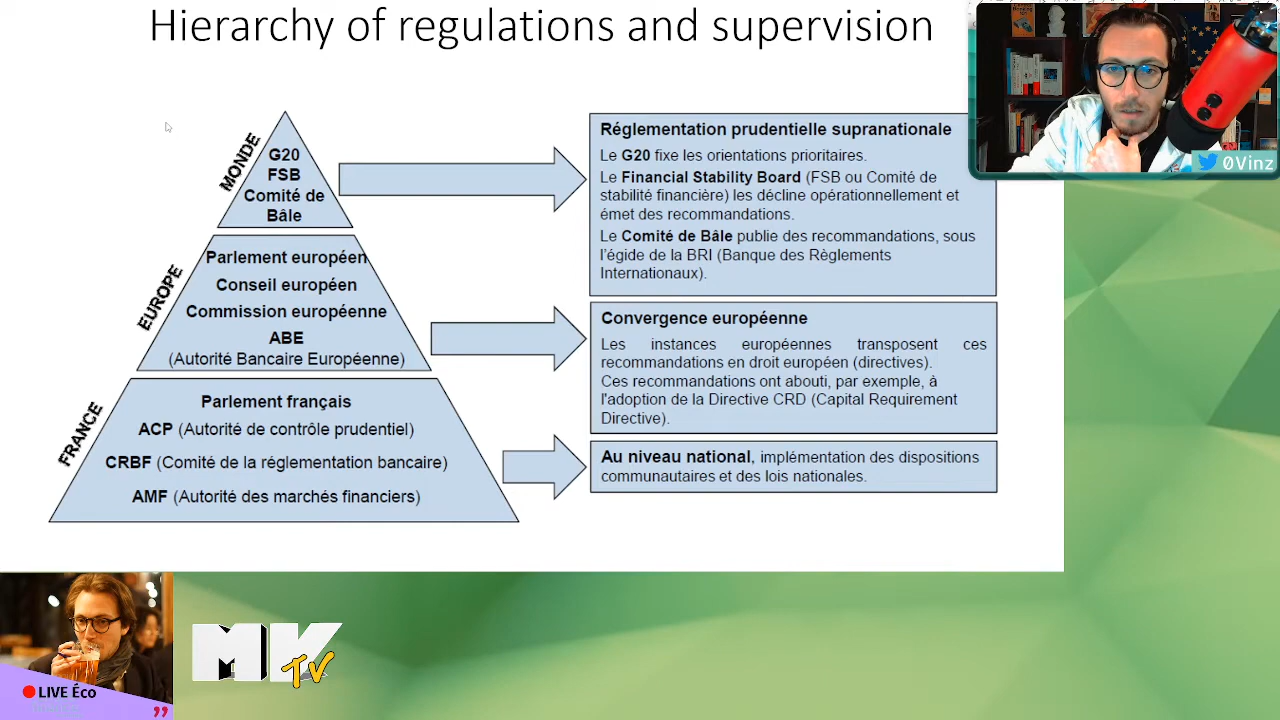 Hierarchy of regulations and supervision
MONDE
G20
FSB
Comité de
Bâle
EUROPE
Parlement européen
Conseil européen
Commission européenne
ABE
(Autorité Bancaire Européenne)
FRANCE
Parlement français
ACP (Autorité de contrôle prudentiel)
CRBF (Comité de la réglementation bancaire)
AMF (Autorité des marchés financiers)
Réglementation prudentielle supranationale
Le G20 fixe les orientations prioritaires.
Le Financial Stability Board (FSB ou Comité de
stabilité financière) les décline opérationnellement et
émet des recommandations.
Le Comité de Bâle publie des recommandations, sous
l'égide de la BRI (Banque des Règlements
Internationaux).
Convergence européenne
Les instances européennes transposent ces
recommandations en droit européen (directives).
Ces recommandations ont abouti, par exemple, à
l'adoption de la Directive CRD (Capital Requirement
Directive).
Au niveau national, implémentation des dispositions
communautaires et des lois nationales.
0Vinz
LIVE Éco
MK
TV